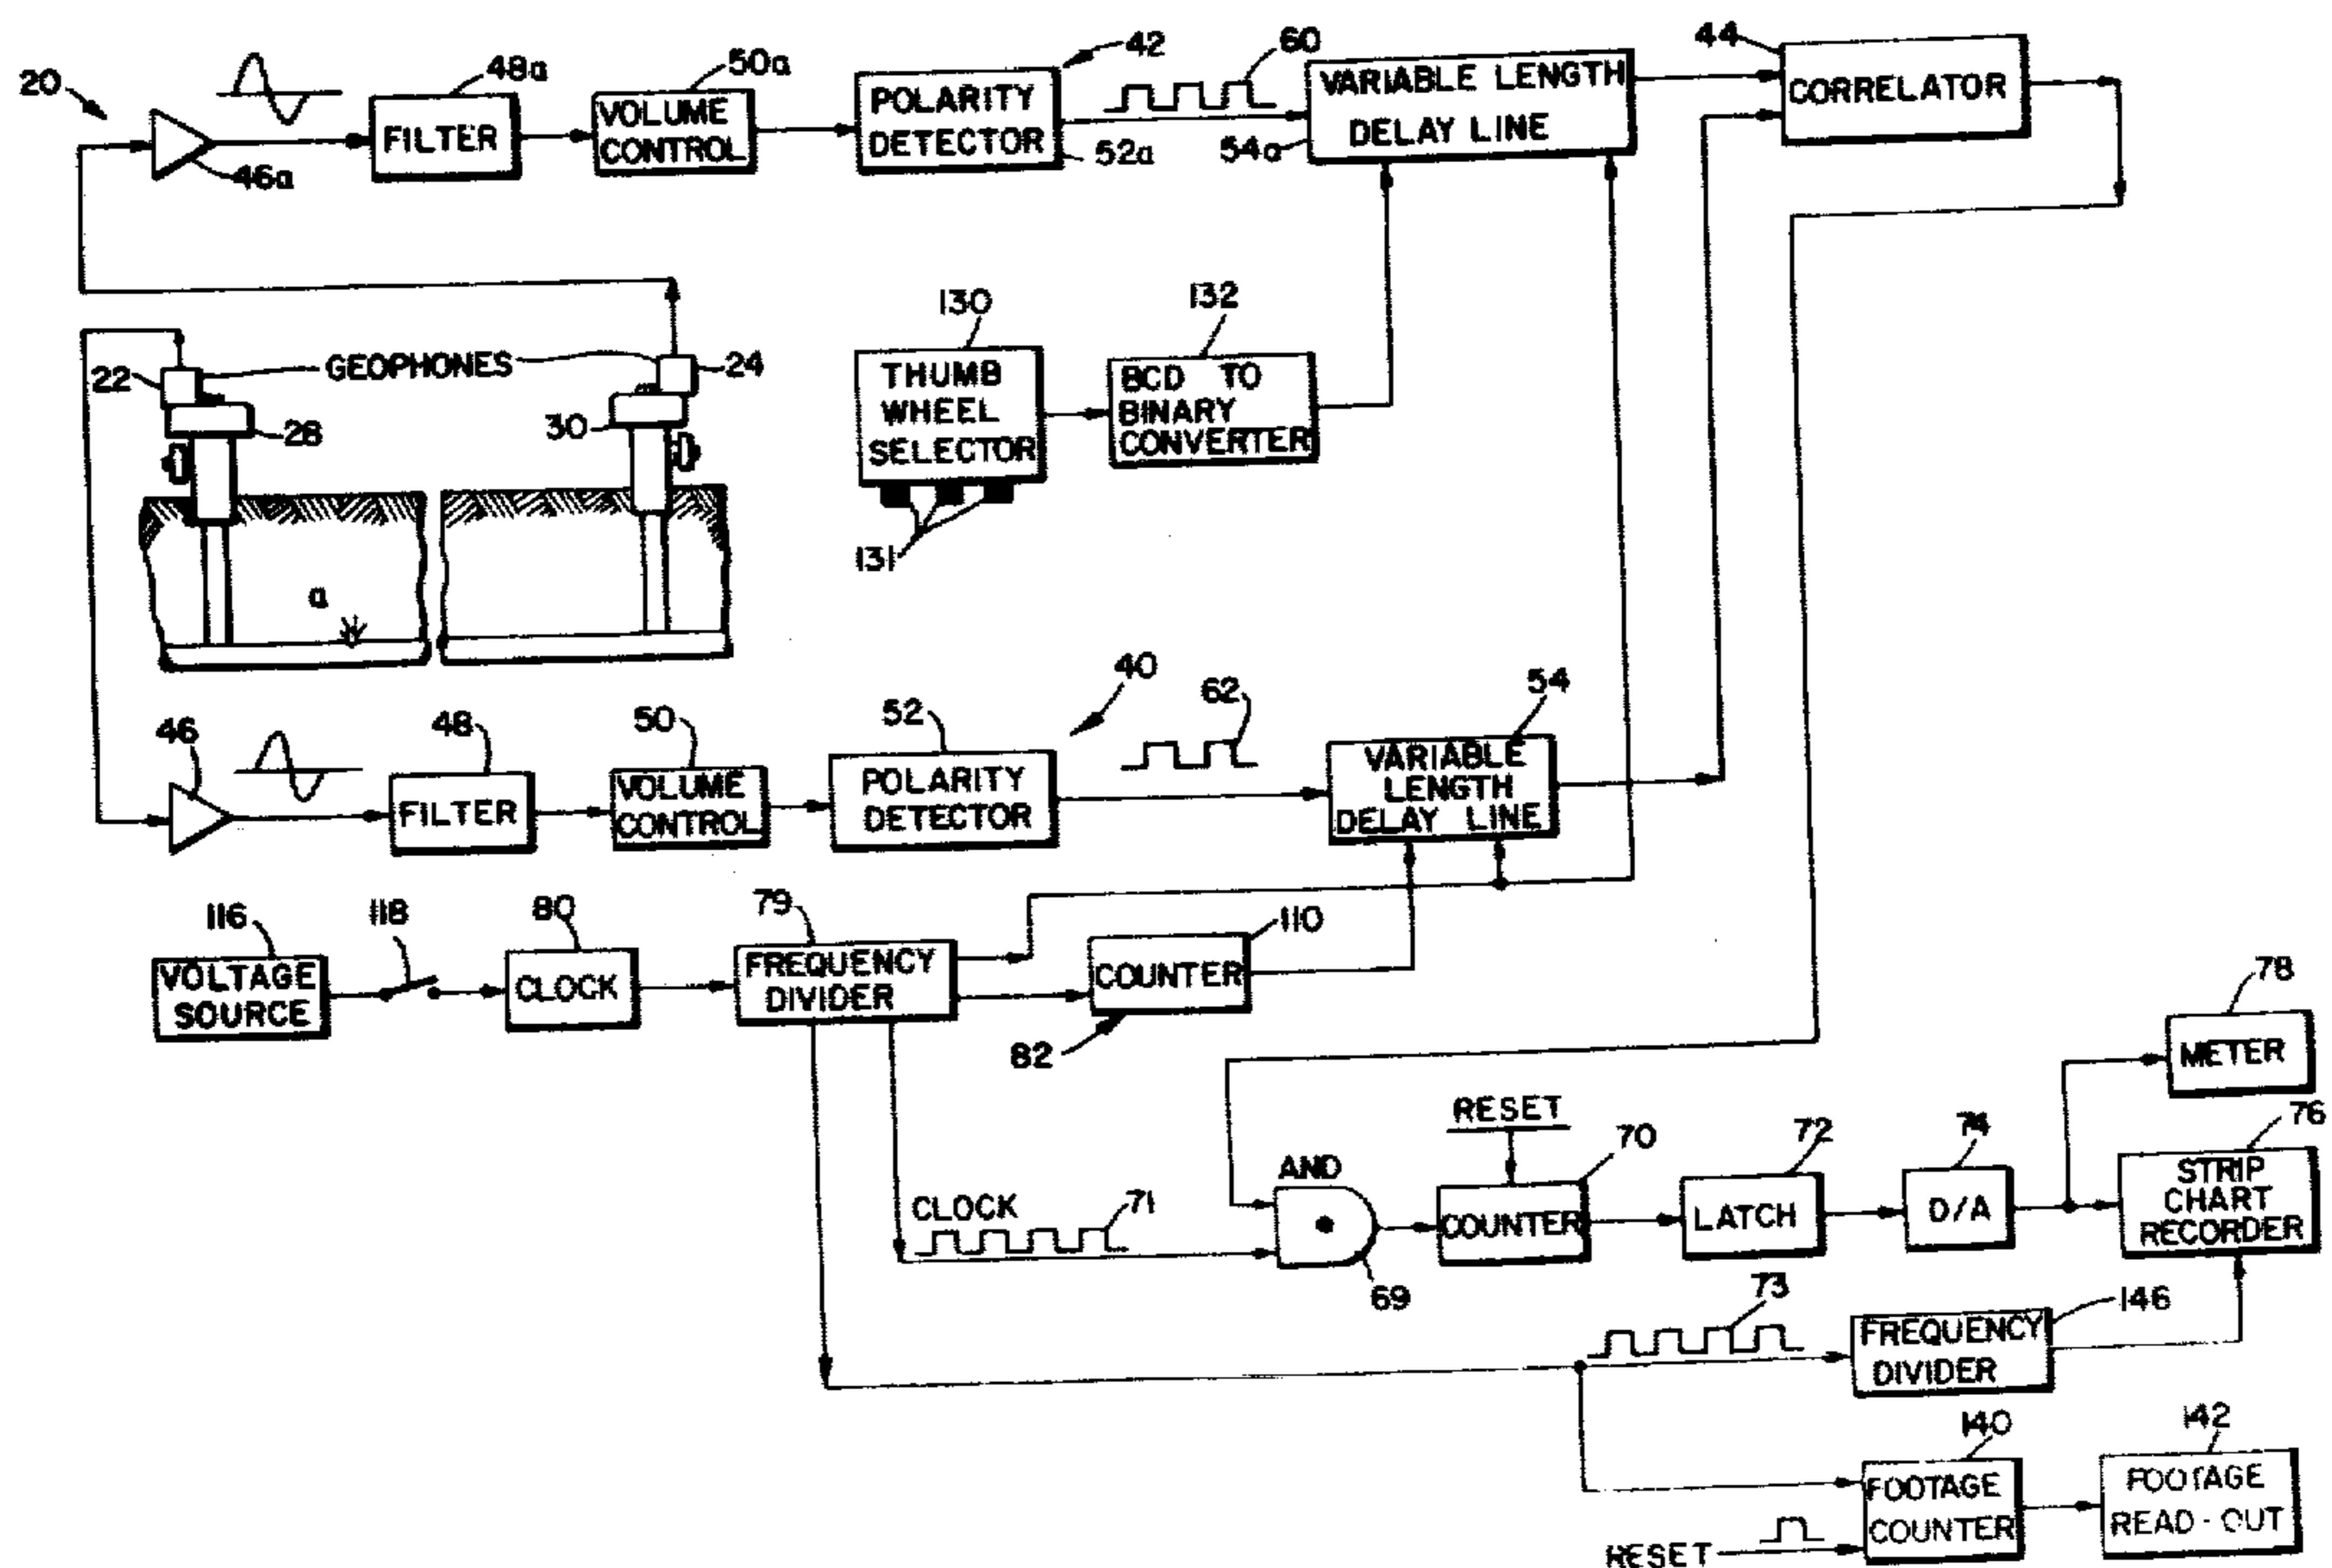 20
46a
48a
FILTER
50a
VOLUME
CONTROL
42
POLARITY
DETECTOR
52a
60
VARIABLE LENGTH
DELAY LINE
54a
44
CORRELATOR
GEOPHONES
22
24
28
30
a
130
THUMB
WHEEL
SELECTOR
131
132
BCD TO
BINARY
CONVERTER
46
48
FILTER
50
VOLUME
CONTROL
52
POLARITY
DETECTOR
40
62
54
VARIABLE
LENGTH
DELAY LINE
116
VOLTAGE
SOURCE
118
80
CLOCK
79
FREQUENCY
DIVIDER
110
COUNTER
82
CLOCK
71
AND
69
RESET
70
COUNTER
72
LATCH
74
D/A
78
METER
76
STRIP
CHART
RECORDER
73
146
FREQUENCY
DIVIDER
140
FOOTAGE
COUNTER
RESET
142
FOOTAGE
READ-OUT